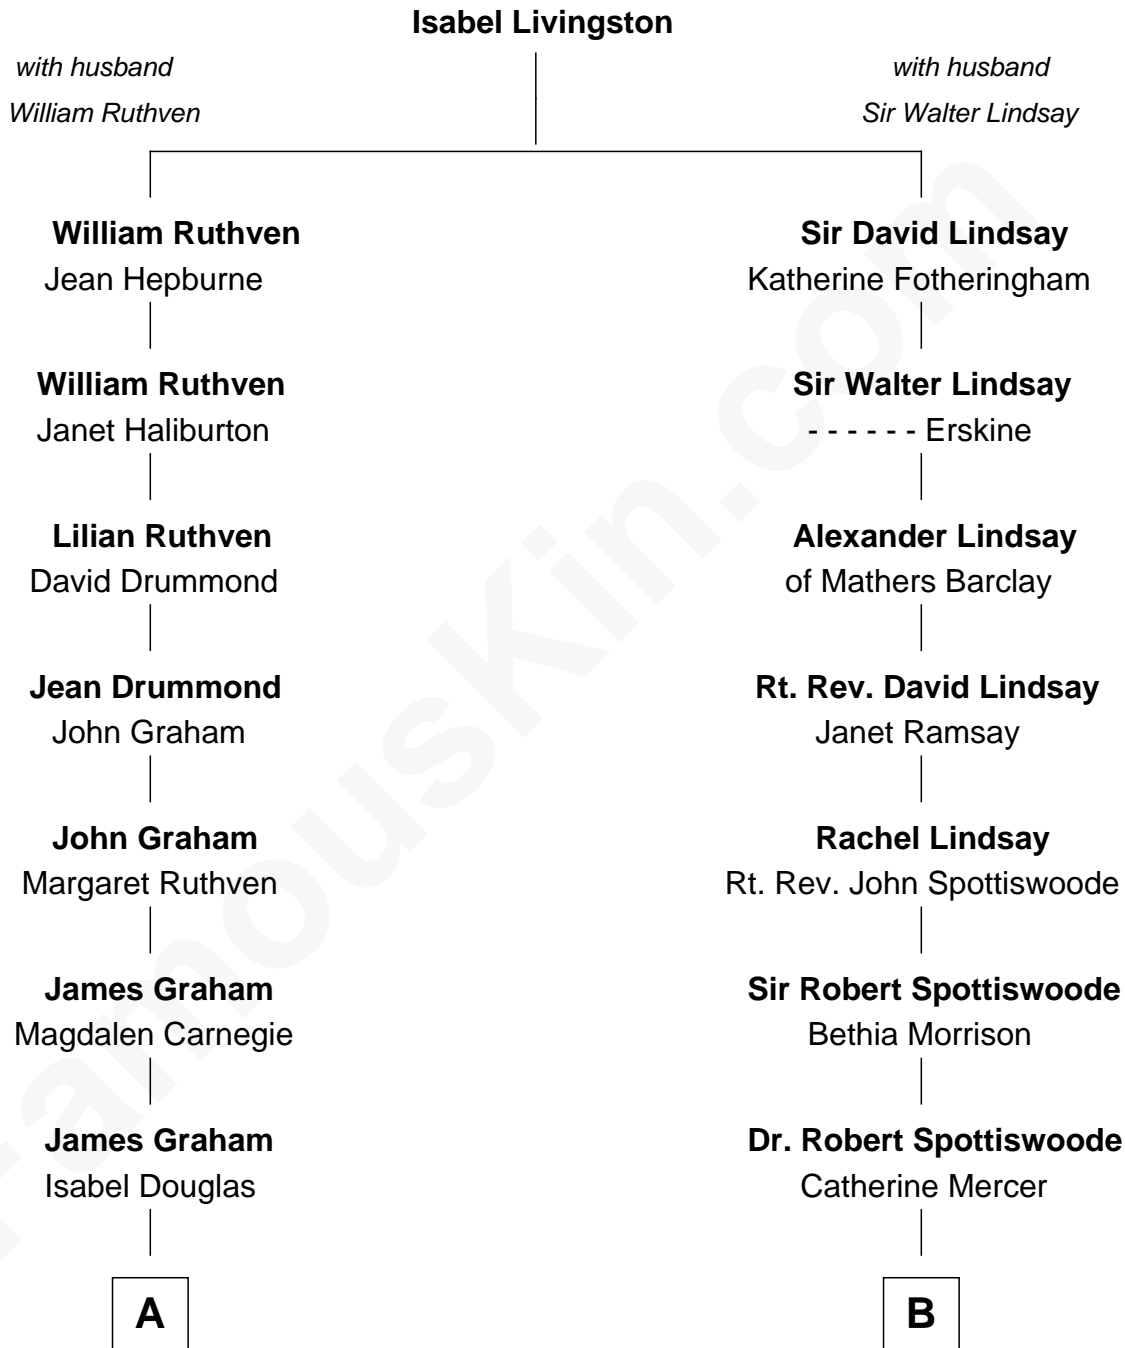 Isabel Livingston
with husband
William Ruthven
with husband
Sir Walter Lindsay
William Ruthven
Jean Hepburne
Sir David Lindsay
Katherine Fotheringham
William Ruthven
Janet Haliburton
Sir Walter Lindsay
- - - - - - Erskine
Lilian Ruthven
David Drummond
Alexander Lindsay
of Mathers Barclay
Jean Drummond
John Graham
Rt. Rev. David Lindsay
Janet Ramsay
John Graham
Margaret Ruthven
Rachel Lindsay
Rt. Rev. John Spottiswoode
James Graham
Magdalen Carnegie
Sir Robert Spottiswoode
Bethia Morrison
James Graham
Isabel Douglas
Dr. Robert Spottiswoode
Catherine Mercer
A
B
FamousKin.com